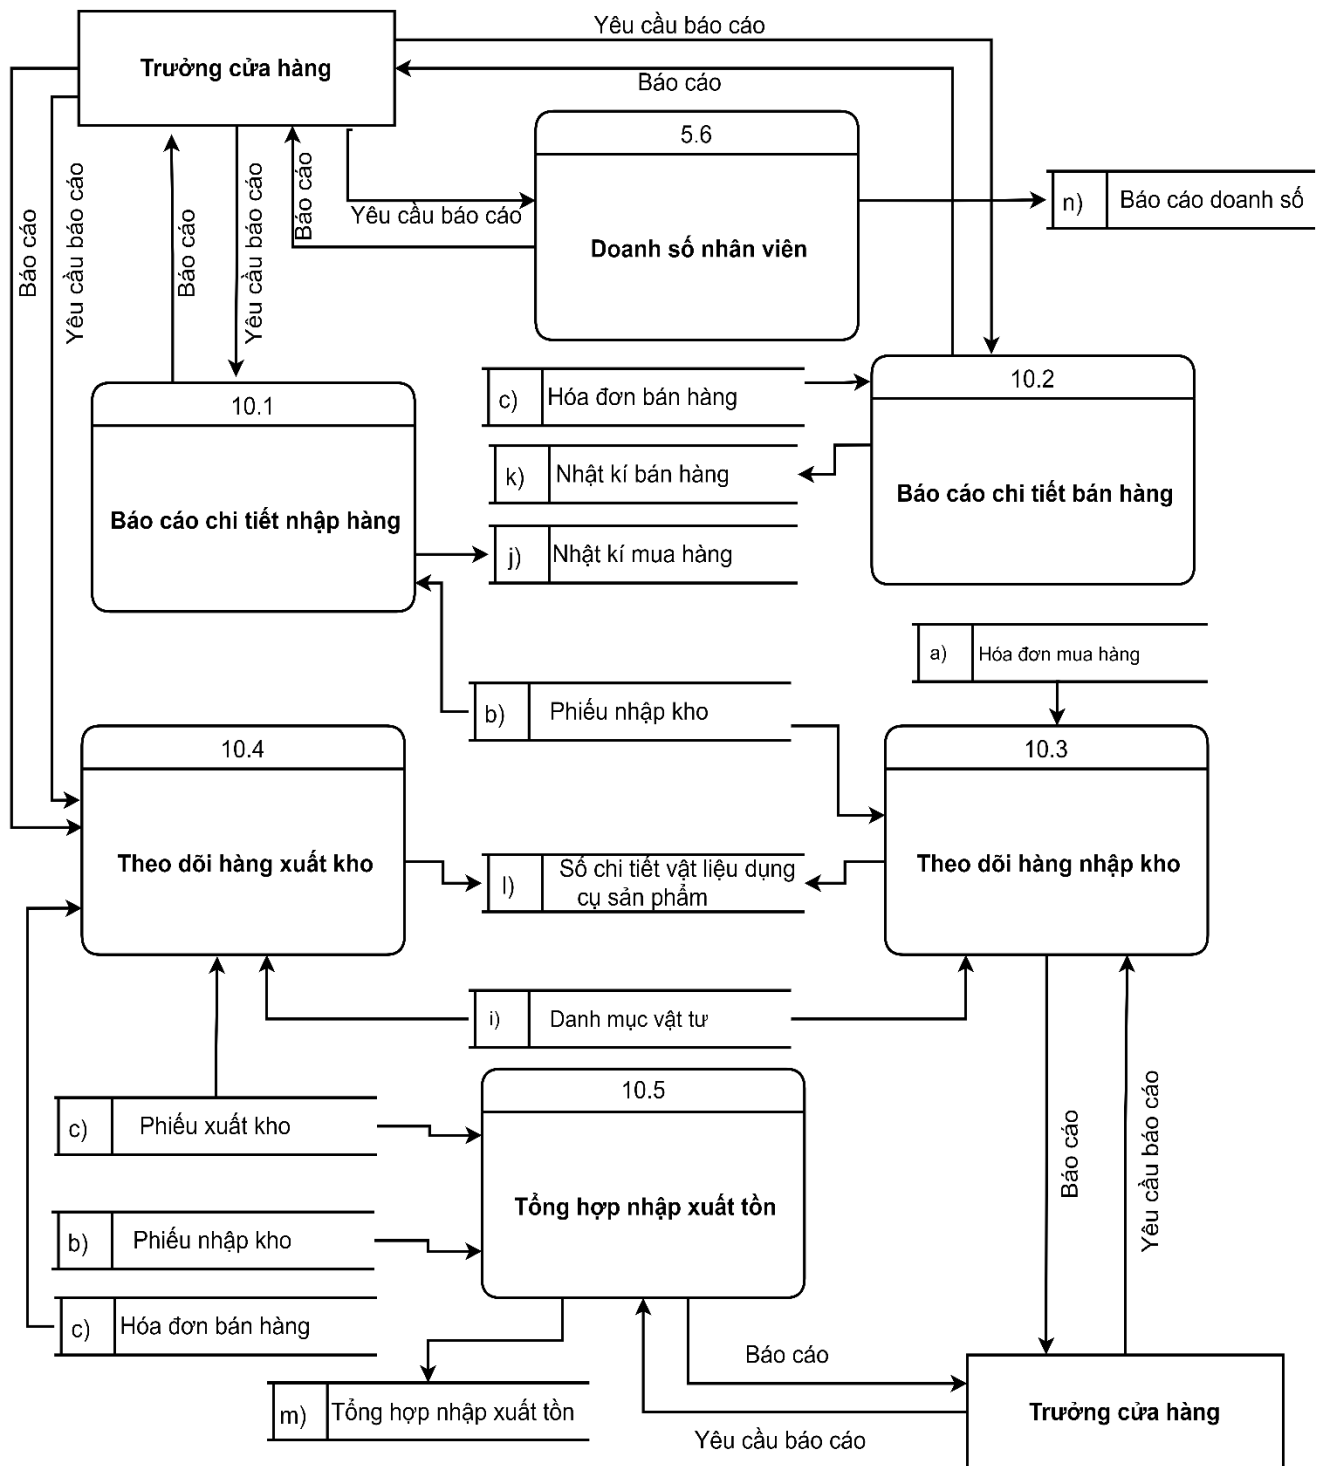 Yêu cầu báo cáo
Trưởng cửa hàng
Báo cáo
5.6
Doanh số nhân viên
Yêu cầu báo cáo
Báo cáo
n)
Báo cáo doanh số
Báo cáo
Yêu cầu báo cáo
Báo cáo
Yêu cầu báo cáo
10.1
Báo cáo chi tiết nhập hàng
c)
Hóa đơn bán hàng
k)
Nhật kí bán hàng
j)
Nhật kí mua hàng
10.2
Báo cáo chi tiết bán hàng
a)
Hóa đơn mua hàng
b)
Phiếu nhập kho
10.4
Theo dõi hàng xuất kho
10.3
Theo dõi hàng nhập kho
l)
Số chi tiết vật liệu dụng
cụ sản phẩm
i)
Danh mục vật tư
10.5
Tổng hợp nhập xuất tồn
c)
Phiếu xuất kho
b)
Phiếu nhập kho
c)
Hóa đơn bán hàng
m)
Tổng hợp nhập xuất tồn
Báo cáo
Yêu cầu báo cáo
Báo cáo
Yêu cầu báo cáo
Trưởng cửa hàng